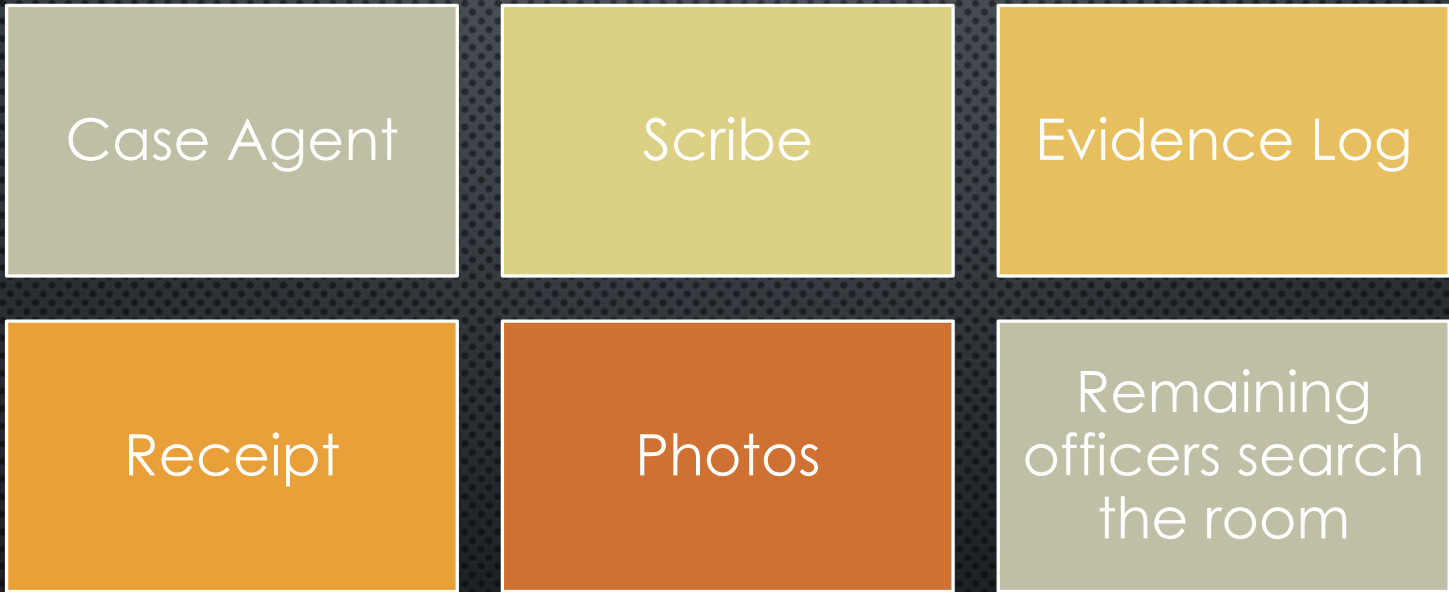 Case Agent
Scribe
Evidence Log
Receipt
Photos
Remaining
officers search
the room